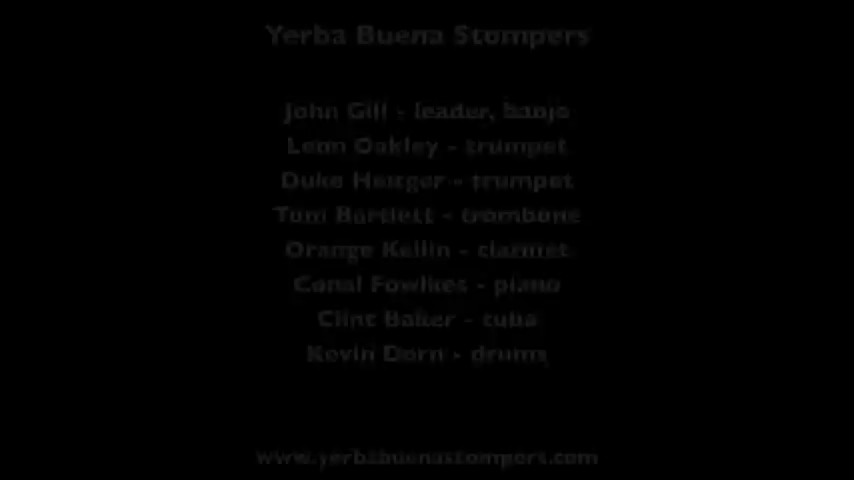 Yerba Buena Stompers
John Gill - leader, banjo
Leon Oakley - trumpet
Duke Heitger - trumpet
Tom Bartlett - trombone
Orange Kellin - clarinet
Conal Fowlkes - piano
Clint Baker - tuba
Kevin Dorn - drums
www.yerbabuenastompers.com